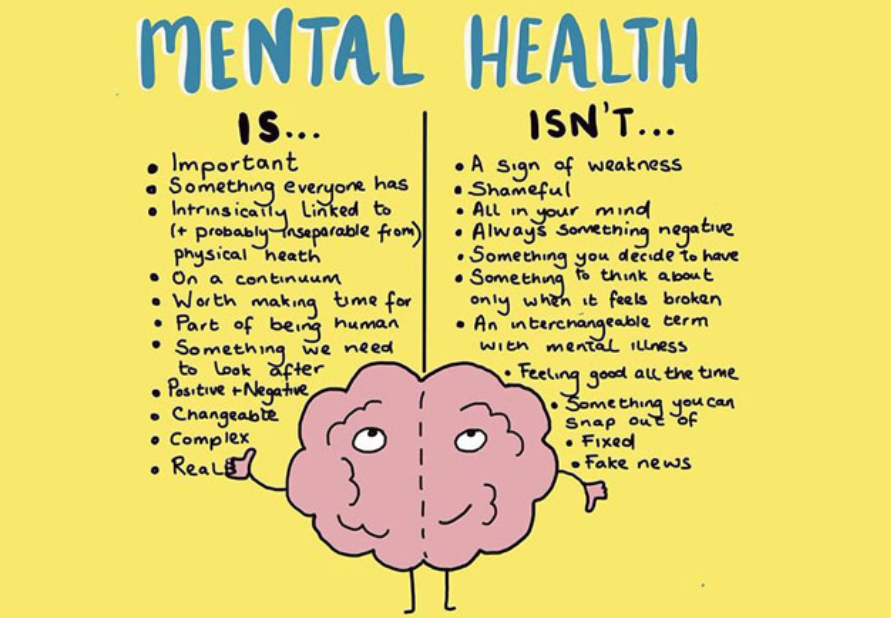 MENTAL HEALTH
IS...
• Important
• Something everyone has
• Intrinsically linked to
(+ probably inseparable from)
physical heath
• On a continuum
• Worth making time for
• Part of being human
• Something we need
to look after
• Positive + Negative
• Changeable
• Complex
• Real
ISN'T...
• A sign of weakness
• Shameful
• All in your mind
• Always something negative
• Something you decide to have
• Something to think about
only when it feels broken
• An interchangeable term
with mental illness
• Feeling good all the time
• Something you can
snap out of
• Fixed
• Fake news